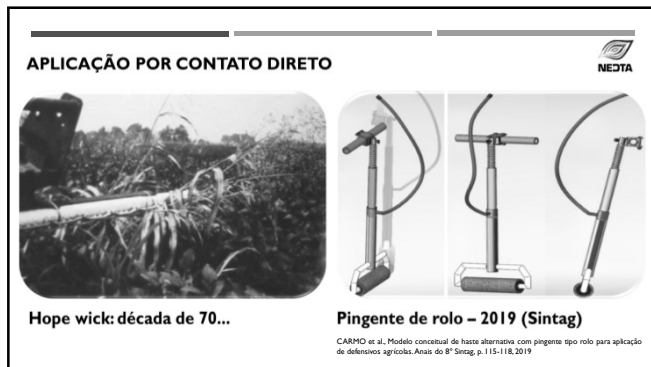 APLICAÇÃO POR CONTATO DIRETO
NEDTA
Hope wick: década de 70...
Pingente de rolo – 2019 (Sintag)
CARMO et al., Modelo conceitual de haste alternativa com pingente tipo rolo para aplicação
de defensivos agrícolas. Anais do 8º Sintag, p. 115-118, 2019